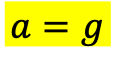 a = g